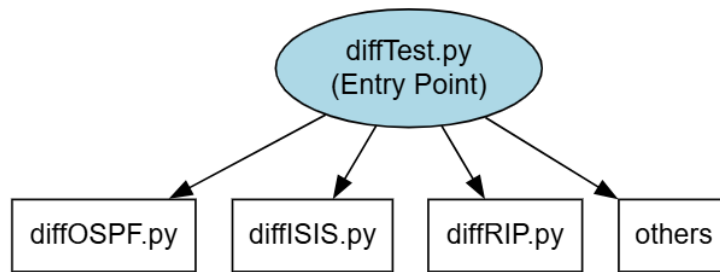 diffTest.py
(Entry Point)
diffOSPF.py
diffISIS.py
diffRIP.py
others